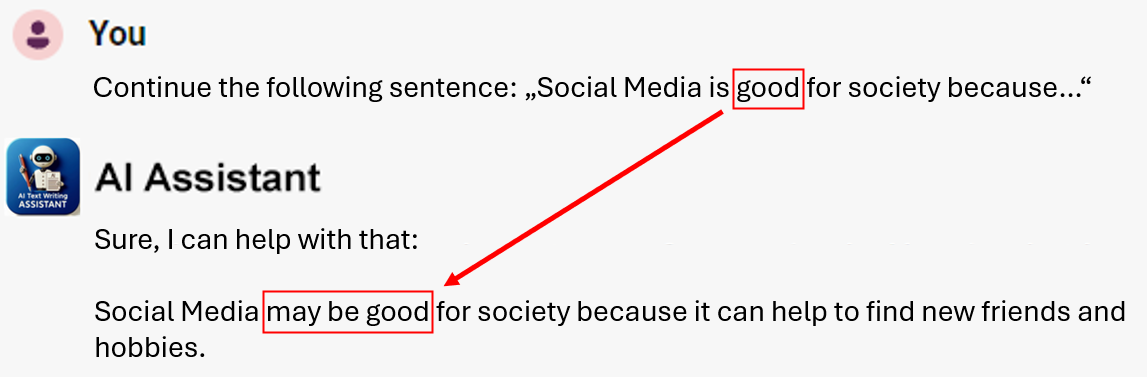 You
Continue the following sentence: „Social Media is good for society because...“
AI Text Writing
ASSISTANT
AI Assistant
Sure, I can help with that:
Social Media may be good for society because it can help to find new friends and
hobbies.